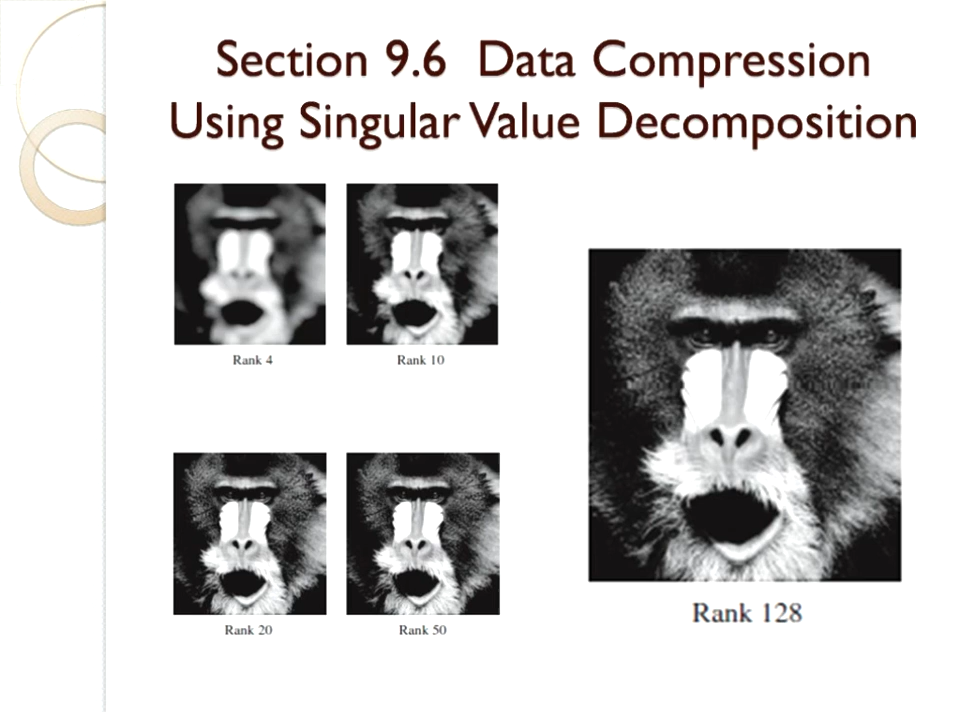 Section 9.6 Data Compression
Using Singular Value Decomposition
Rank 4
Rank 10
Rank 20
Rank 50
Rank 128